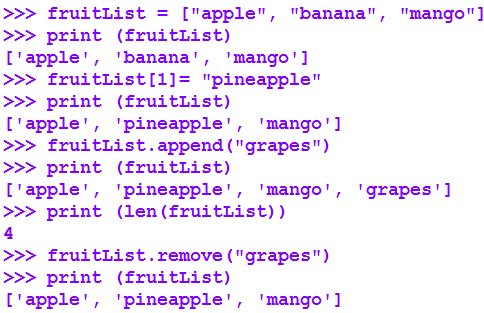 >>> fruitList = ["apple", "banana", "mango"]
>>> print (fruitList)
['apple', 'banana', 'mango']
>>> fruitList[1]= "pineapple"
>>> print (fruitList)
['apple', 'pineapple', 'mango']
>>> fruitList.append("grapes")
>>> print (fruitList)
['apple', 'pineapple', 'mango', 'grapes']
>>> print (len(fruitList))
4
>>> fruitList.remove("grapes")
>>> print (fruitList)
['apple', 'pineapple', 'mango']